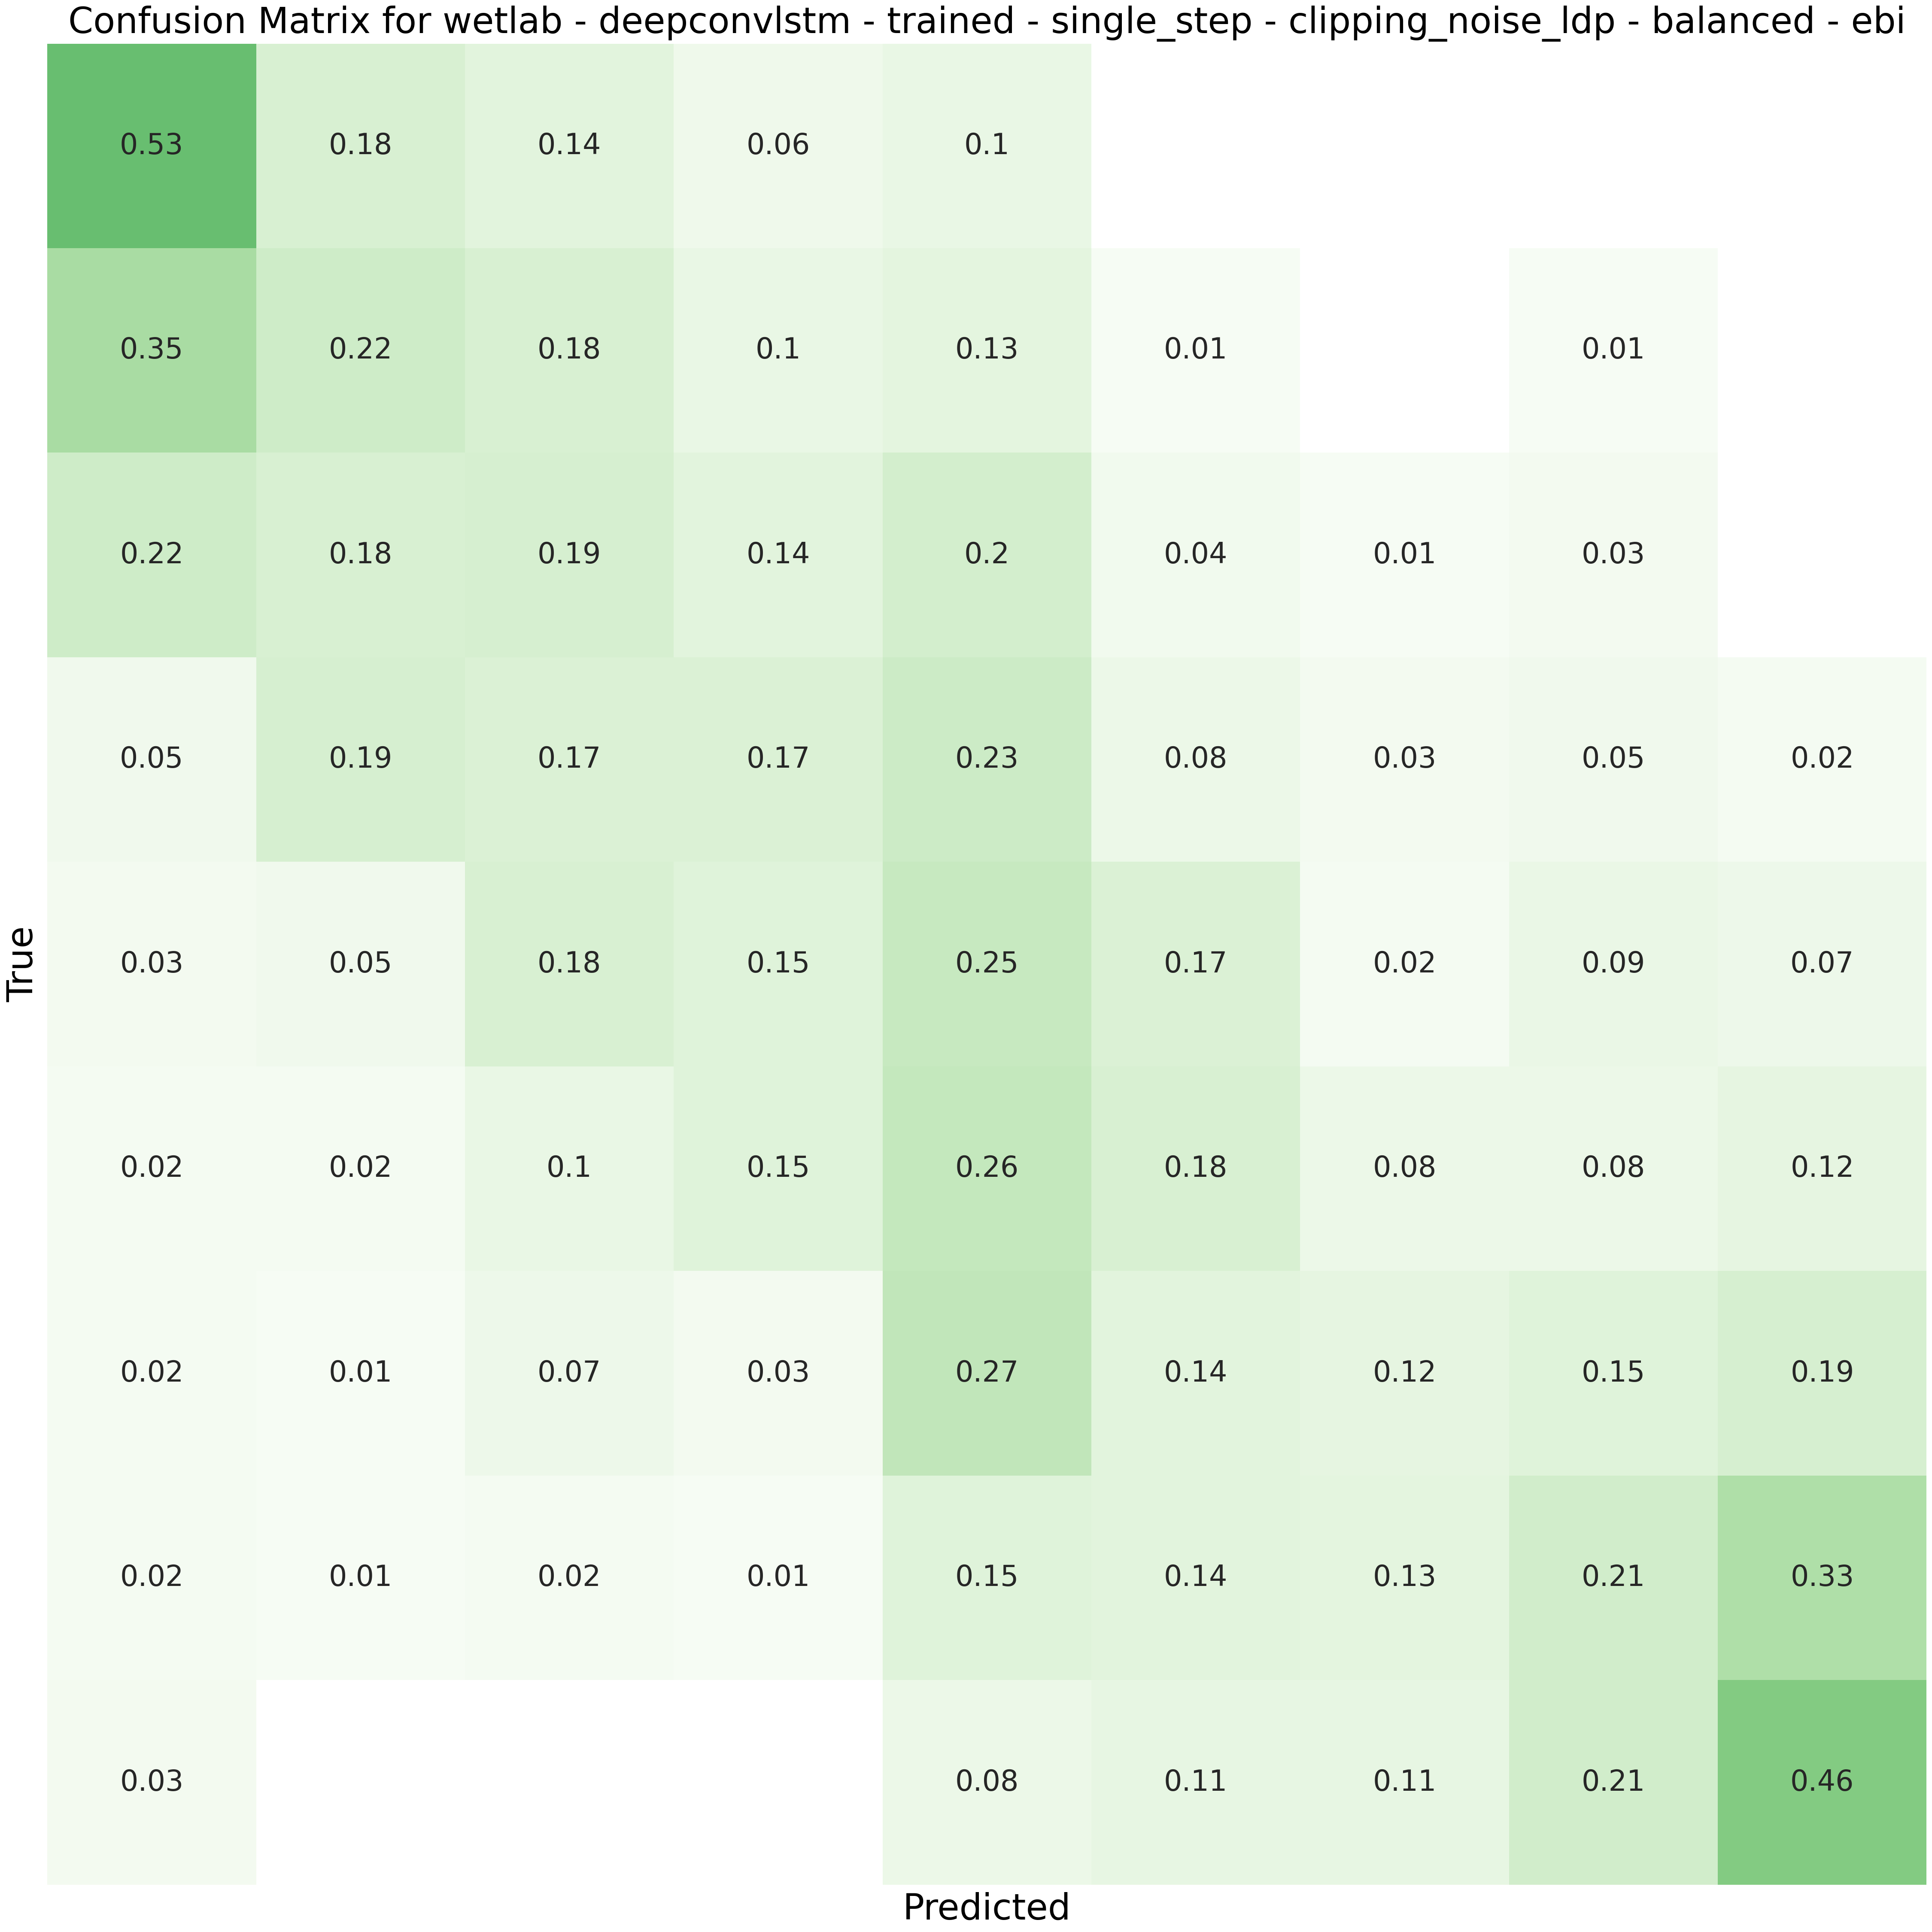 Confusion Matrix for wetlab - deepconvlstm - trained - single_step - clipping_noise_ldp - balanced - ebi
0.53 0.18 0.14 0.06 0.1
0.35 0.22 0.18 0.1 0.13 0.01 0.01
0.22 0.18 0.19 0.14 0.2 0.04 0.01 0.03
0.05 0.19 0.17 0.17 0.23 0.08 0.03 0.05 0.02
True
0.03 0.05 0.18 0.15 0.25 0.17 0.02 0.09 0.07
0.02 0.02 0.1 0.15 0.26 0.18 0.08 0.08 0.12
0.02 0.01 0.07 0.03 0.27 0.14 0.12 0.15 0.19
0.02 0.01 0.02 0.01 0.15 0.14 0.13 0.21 0.33
0.03 0.08 0.11 0.11 0.21 0.46
Predicted